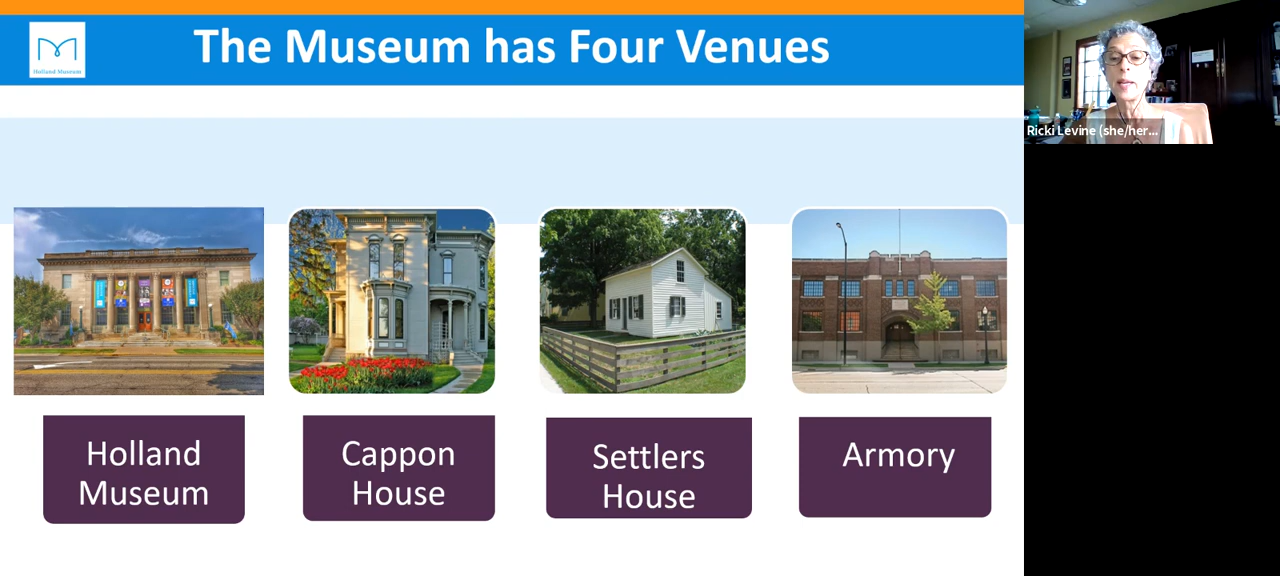 The Museum has Four Venues
Holland Museum
Ricki Levine (she/her...
Holland
Museum
Cappon
House
Settlers
House
Armory